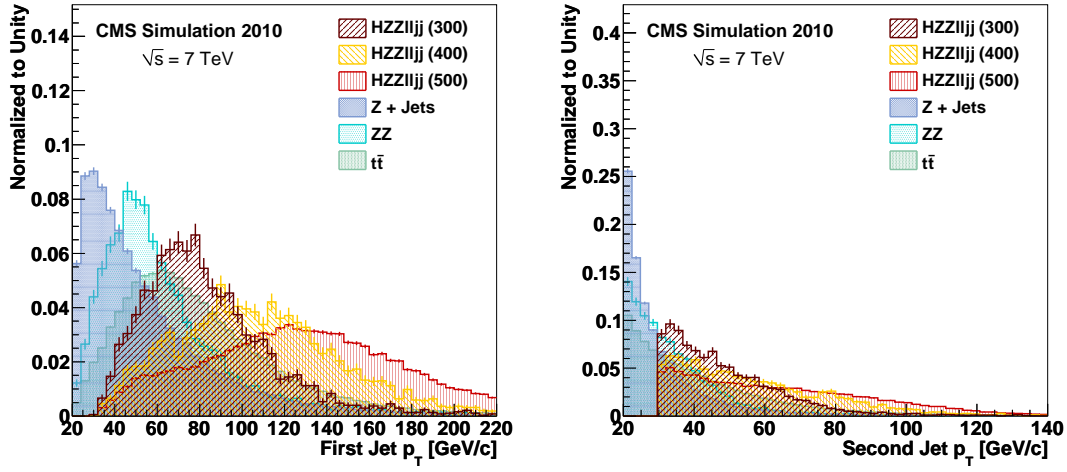 Normalized to Unity
0.14
0.12
0.1
0.08
0.06
0.04
0.02
0
CMS Simulation 2010
√s = 7 TeV
HZZlljj (300)
HZZlljj (400)
HZZlljj (500)
Z + Jets
ZZ
tt̄
20 40 60 80 100 120 140 160 180 200 220
First Jet p_T [GeV/c]
Normalized to Unity
0.4
0.35
0.3
0.25
0.2
0.15
0.1
0.05
0
CMS Simulation 2010
√s = 7 TeV
HZZlljj (300)
HZZlljj (400)
HZZlljj (500)
Z + Jets
ZZ
tt̄
20 40 60 80 100 120 140
Second Jet p_T [GeV/c]